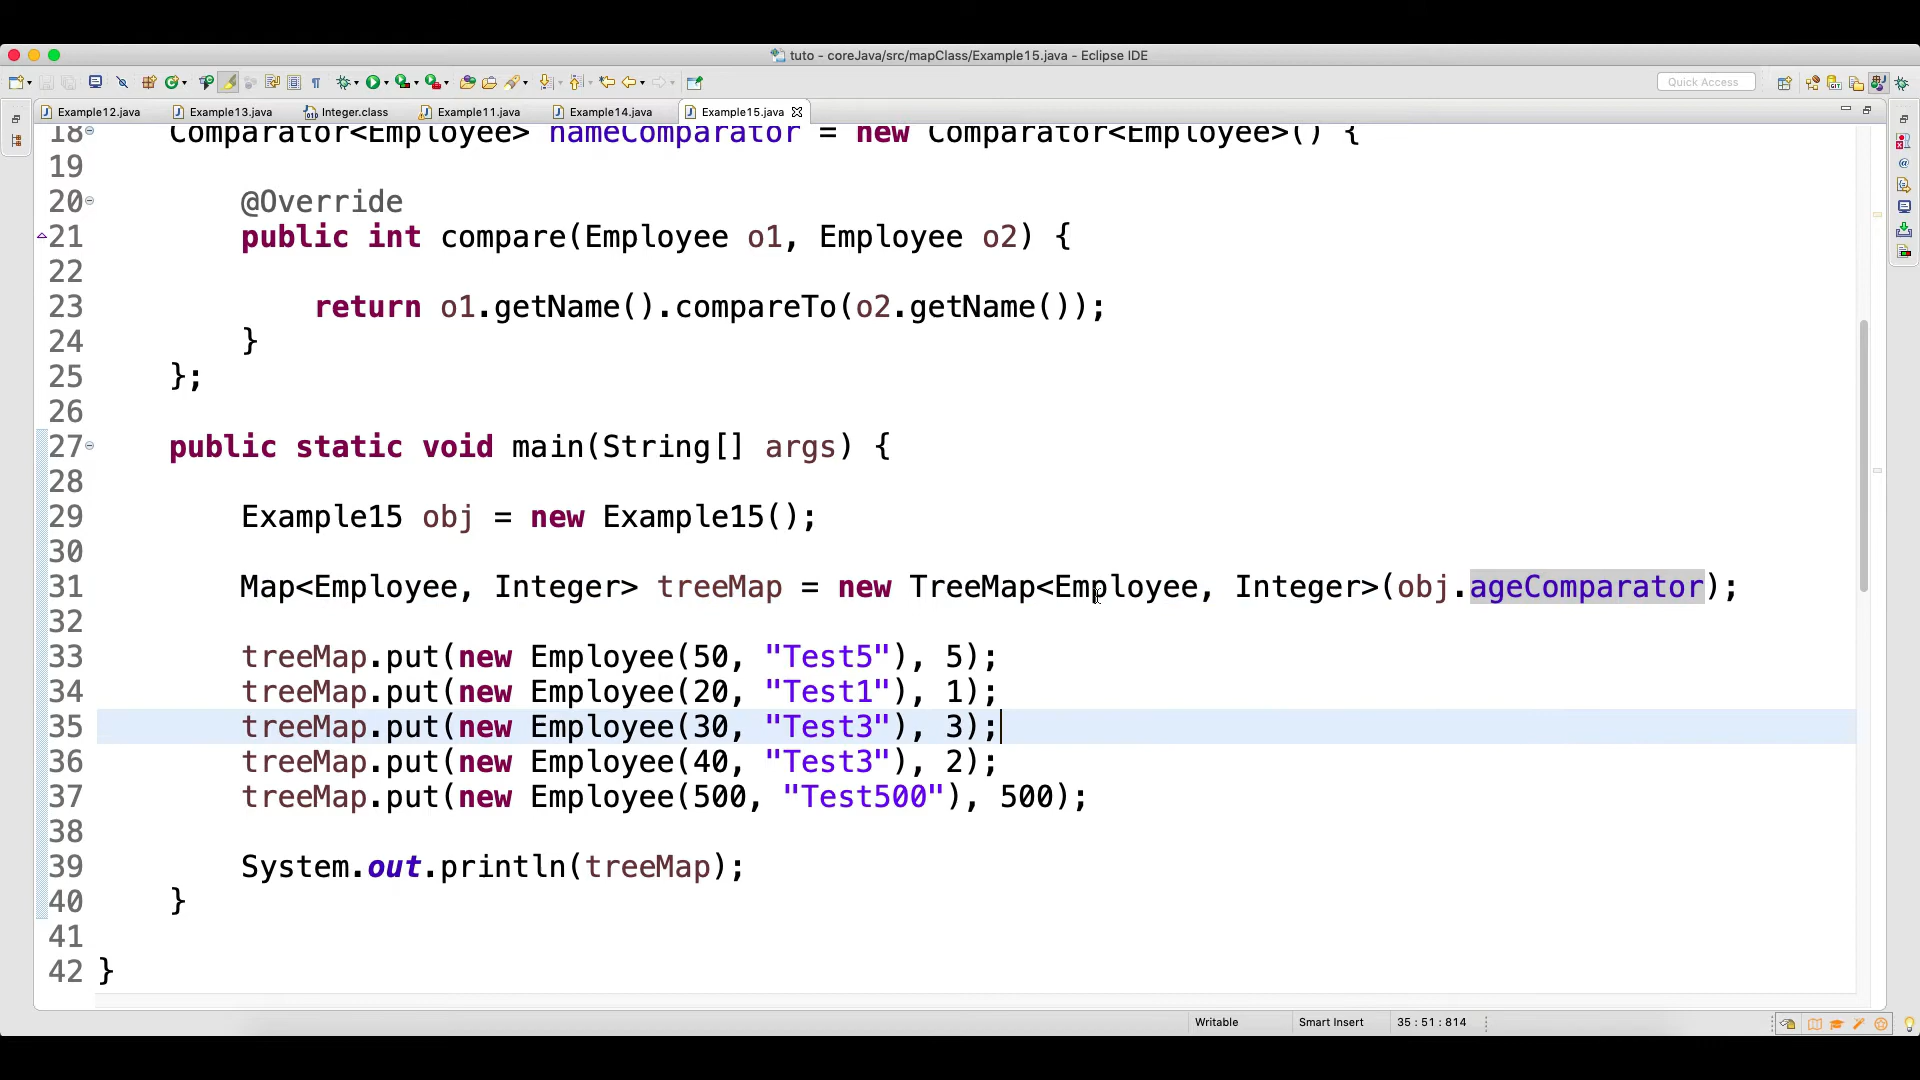 tuto - coreJava/src/mapClass/Example15.java - Eclipse IDE
Quick Access
Example12.java Example13.java Integer.class Example11.java Example14.java Example15.java
18 Comparator<Employee> nameComparator = new Comparator<Employee>() {
19
20 @Override
21 public int compare(Employee o1, Employee o2) {
22
23 return o1.getName().compareTo(o2.getName());
24 }
25 };
26
27 public static void main(String[] args) {
28
29 Example15 obj = new Example15();
30
31 Map<Employee, Integer> treeMap = new TreeMap<Employee, Integer>(obj.ageComparator);
32
33 treeMap.put(new Employee(50, "Test5"), 5);
34 treeMap.put(new Employee(20, "Test1"), 1);
35 treeMap.put(new Employee(30, "Test3"), 3);
36 treeMap.put(new Employee(40, "Test3"), 2);
37 treeMap.put(new Employee(500, "Test500"), 500);
38
39 System.out.println(treeMap);
40 }
41
42 }
Writable Smart Insert 35 : 51 : 814